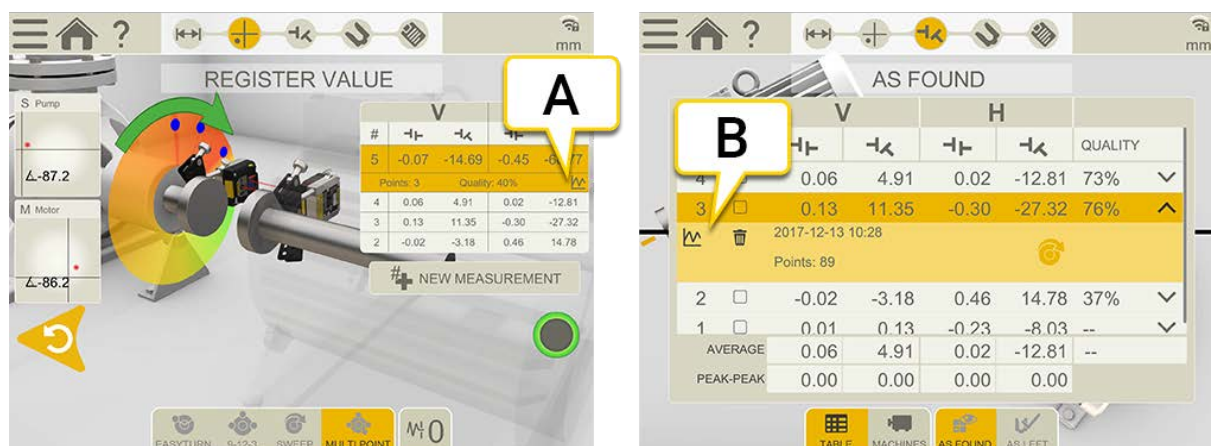 ?
mm
REGISTER VALUE
A
S Pump
-87.2
M Motor
-86.2
V
#
5 -0.07 -14.69 -0.45
Points: 3 Quality: 40%
4 0.06 4.91 0.02 -12.81
3 0.13 11.35 -0.30 -27.32
2 -0.02 -3.18 0.46 14.78
# NEW MEASUREMENT
EASYTURN 9-12-3 SWEEP MULTIPOINT 0
?
mm
AS FOUND
B
V H
QUALITY
4 0.06 4.91 0.02 -12.81 73%
3 0.13 11.35 -0.30 -27.32 76%
2017-12-13 10:28
Points: 89
2 -0.02 -3.18 0.46 14.78 37%
1 0.01 0.13 -0.23 -8.03 --
AVERAGE 0.06 4.91 0.02 -12.81 --
PEAK-PEAK 0.00 0.00 0.00 0.00
TABLE MACHINES AS FOUND AS LEFT